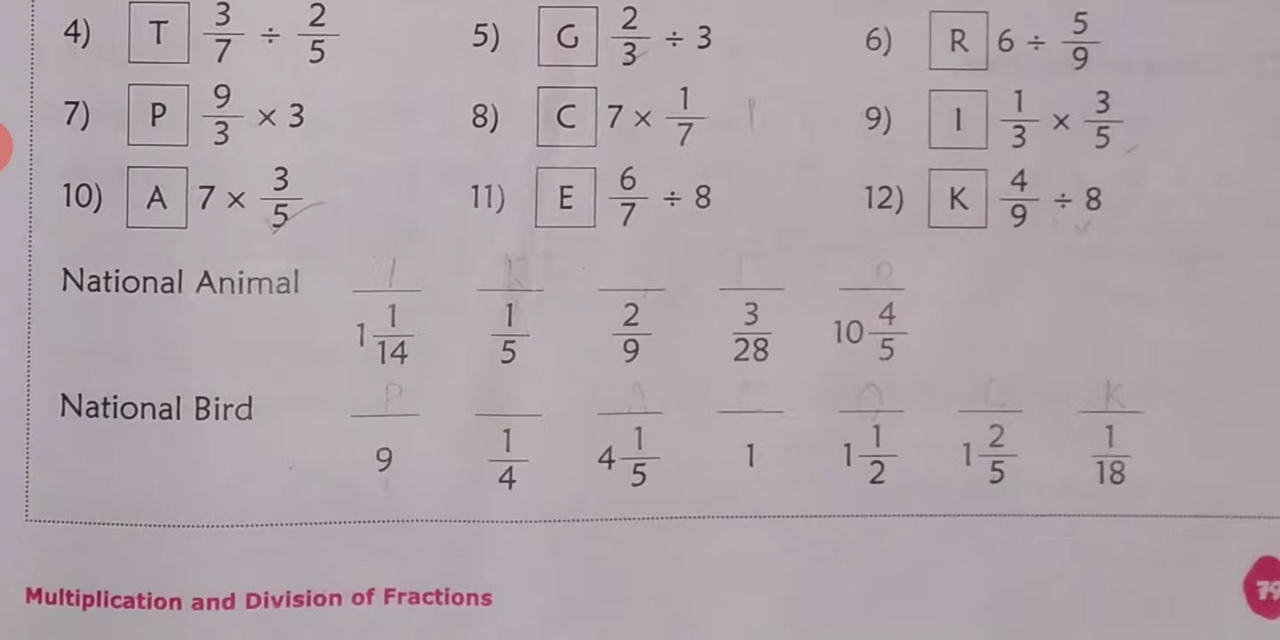 4) T 3/7 ÷ 2/5 5) G 2/3 ÷ 3 6) R 6 ÷ 5/9
7) P 9/3 × 3 8) C 7 × 1/7 9) I 1/3 × 3/5
10) A 7 × 3/5 11) E 6/7 ÷ 8 12) K 4/9 ÷ 8
National Animal
1 1/14 1/5 2/9 3/28 10 4/5
P K
National Bird
9 1/4 4 1/5 1 1 1/2 1 2/5 1/18
Multiplication and Division of Fractions
79